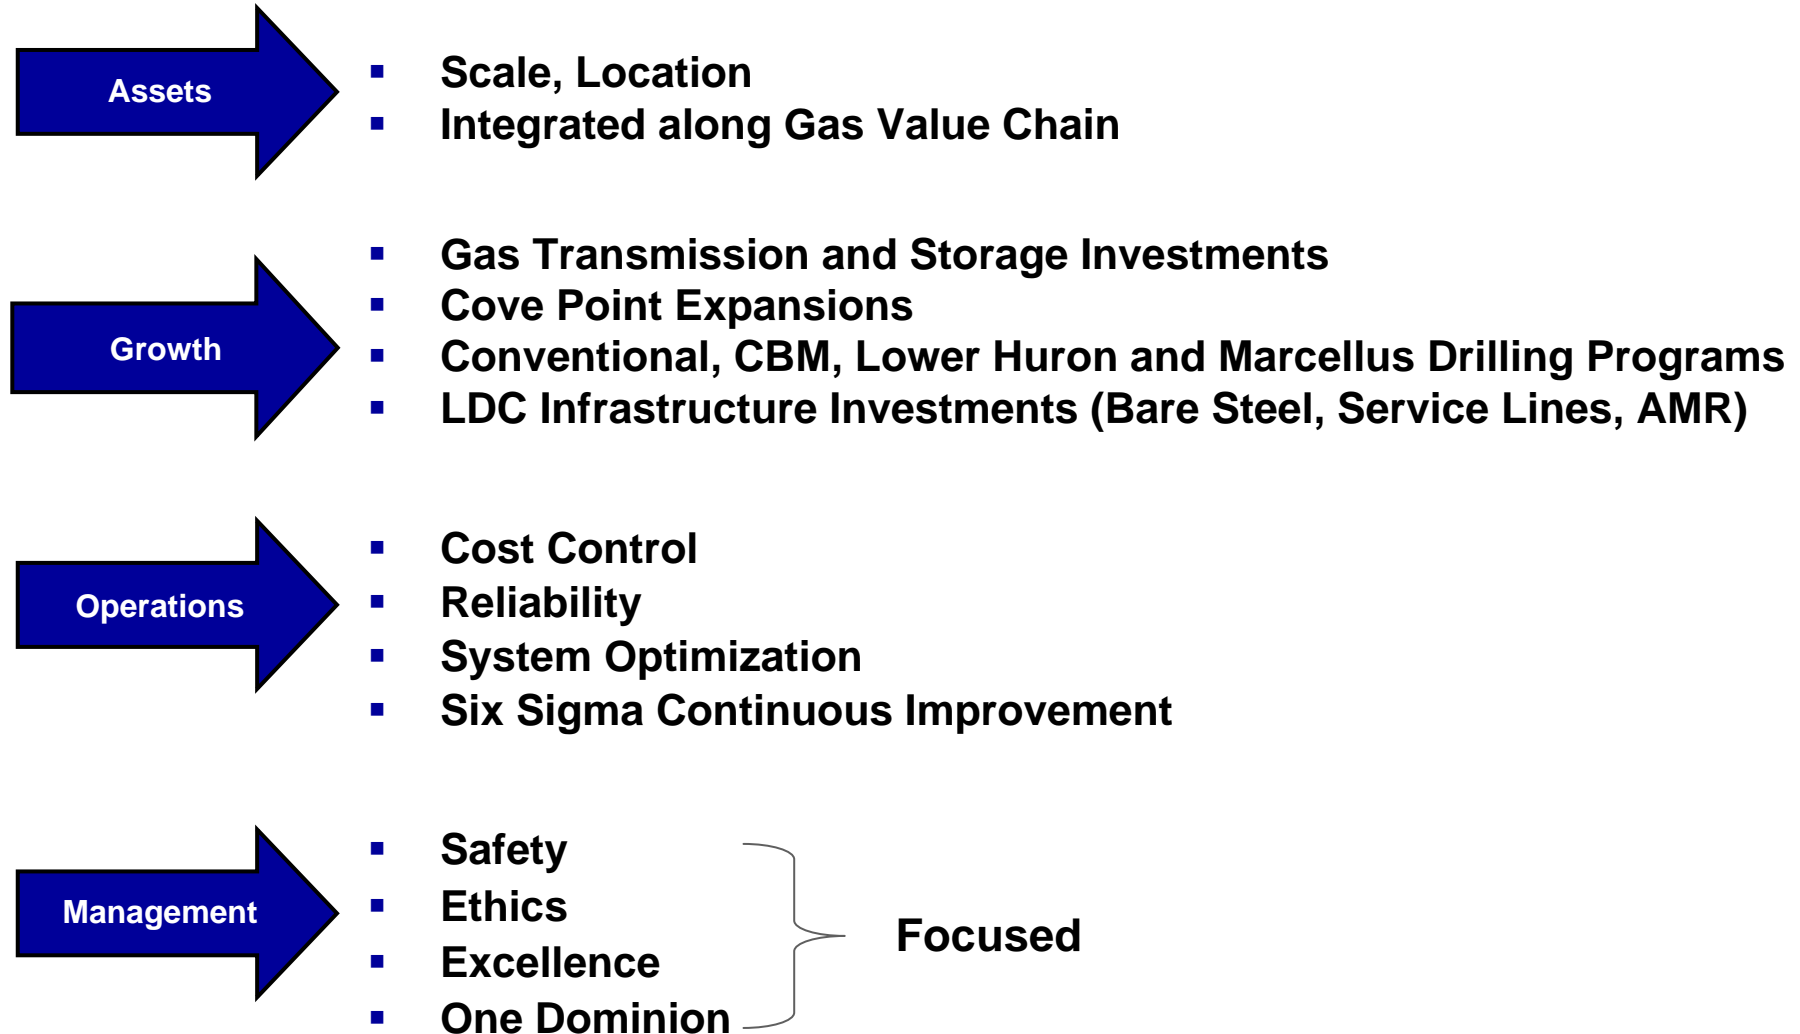 Assets
Scale, Location
Integrated along Gas Value Chain
Growth
Gas Transmission and Storage Investments
Cove Point Expansions
Conventional, CBM, Lower Huron and Marcellus Drilling Programs
LDC Infrastructure Investments (Bare Steel, Service Lines, AMR)
Operations
Cost Control
Reliability
System Optimization
Six Sigma Continuous Improvement
Management
Safety
Ethics
Excellence
One Dominion
Focused